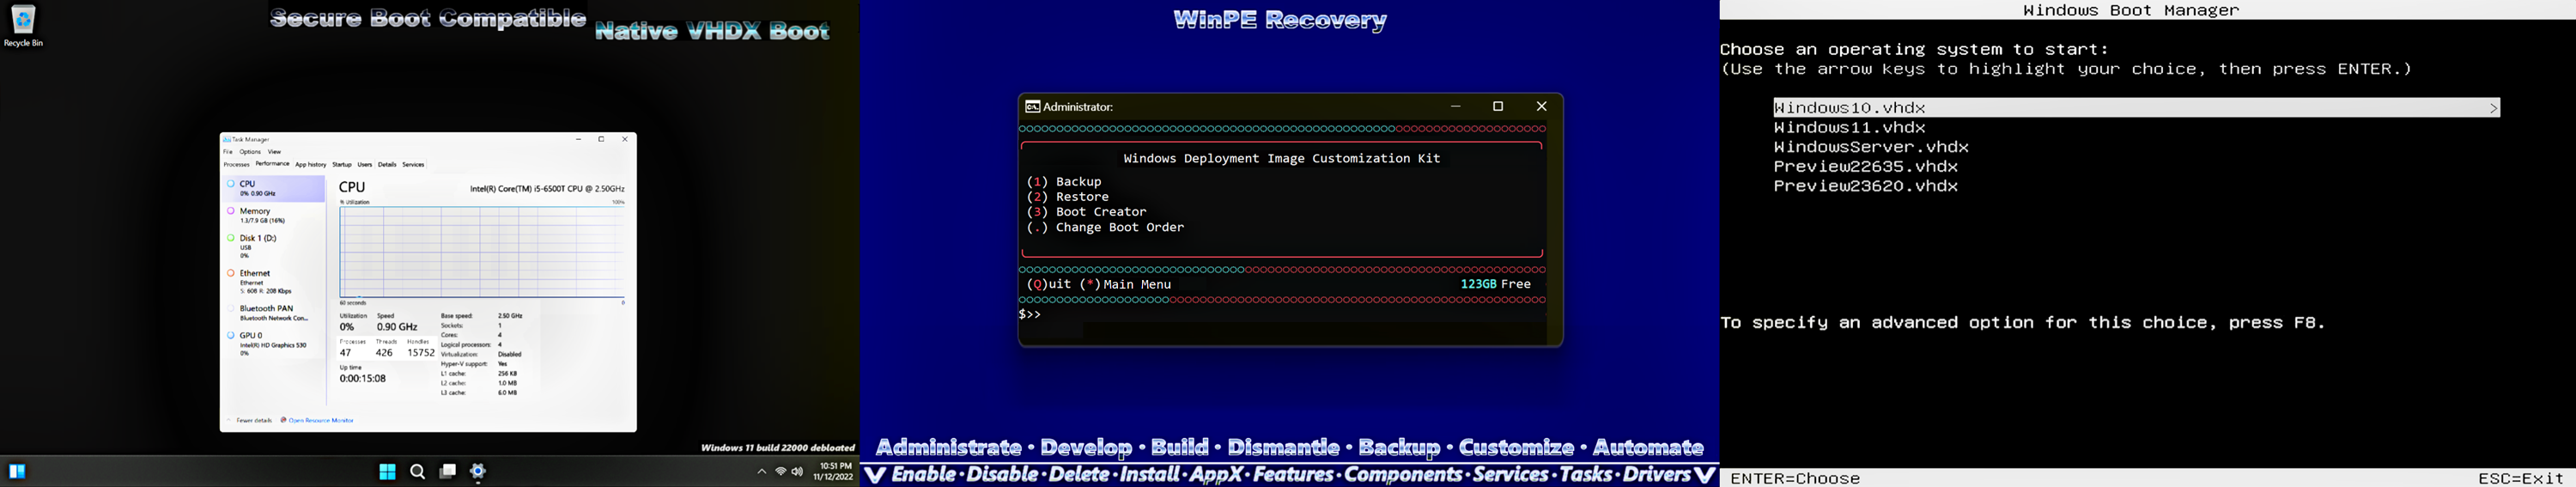 Secure Boot Compatible
Native VHDX Boot
Recycle Bin
Task Manager
File Options View
Processes Performance App history Startup Users Details Services
CPU
0% 0.90 GHz
Memory
1.3/7.9 GB (16%)
Disk 1 (D:)
USB
0%
Ethernet
Ethernet
S: 608 R: 208 Kbps
Bluetooth PAN
Bluetooth Network Con...
GPU 0
Intel(R) HD Graphics 530
0%
CPU
Intel(R) Core(TM) i5-6500T CPU @ 2.50GHz
% Utilization 100%
60 seconds 0
Utilization Speed
0% 0.90 GHz
Processes Threads Handles
47 426 15752
Up time
0:00:15:08
Base speed: 2.50 GHz
Sockets: 1
Cores: 4
Logical processors: 4
Virtualization: Disabled
Hyper-V support: Yes
L1 cache: 256 KB
L2 cache: 1.0 MB
L3 cache: 6.0 MB
Fewer details Open Resource Monitor
Windows 11 build 22000 debloated
10:51 PM
11/12/2022
WinPE Recovery
Administrator:
Windows Deployment Image Customization Kit
(1) Backup
(2) Restore
(3) Boot Creator
(.) Change Boot Order
(Q)uit (*)Main Menu 123GB Free
$>>
Administrate • Develop • Build • Dismantle • Backup • Customize • Automate
Enable • Disable • Delete • Install • AppX • Features • Components • Services • Tasks • Drivers
Windows Boot Manager
Choose an operating system to start:
(Use the arrow keys to highlight your choice, then press ENTER.)
Windows10.vhdx >
Windows11.vhdx
WindowsServer.vhdx
Preview22635.vhdx
Preview23620.vhdx
To specify an advanced option for this choice, press F8.
ENTER=Choose ESC=Exit